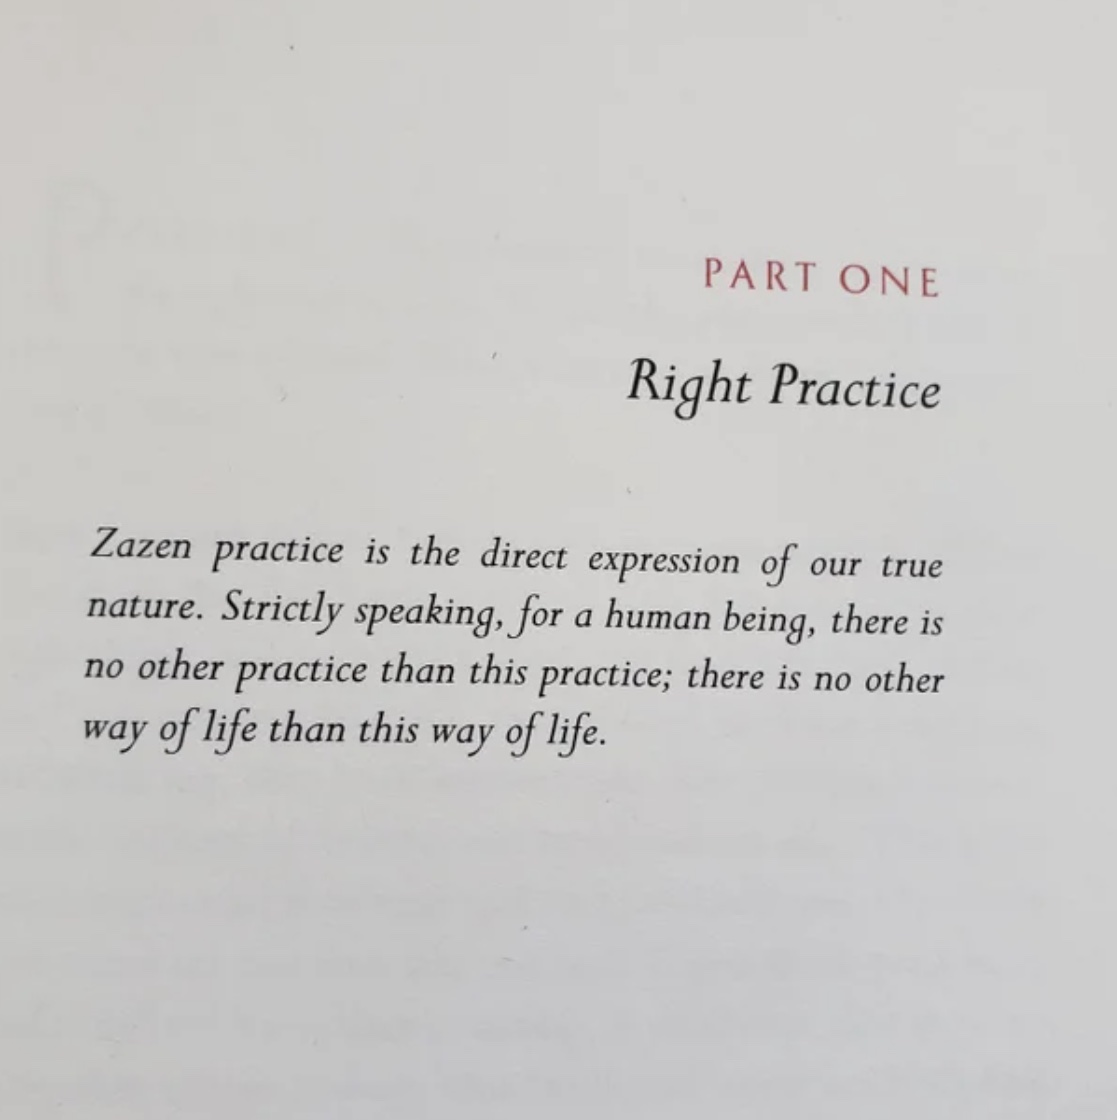 PART ONE
Right Practice
Zazen practice is the direct expression of our true
nature. Strictly speaking, for a human being, there is
no other practice than this practice; there is no other
way of life than this way of life.